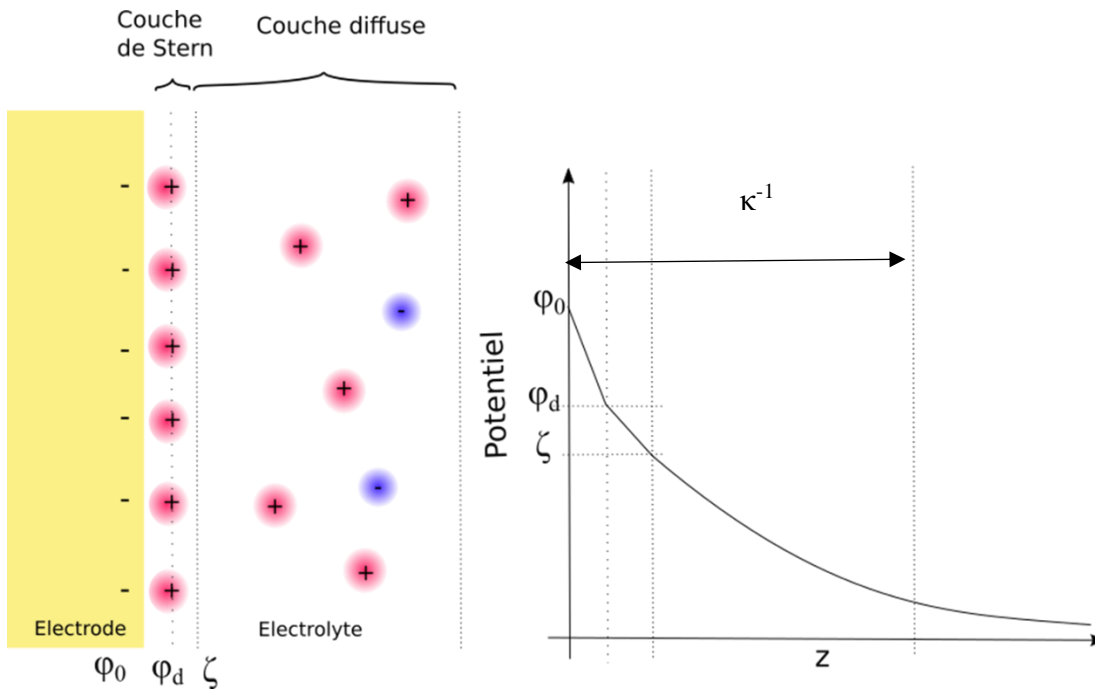 Couche
de Stern
Couche diffuse
-
+
-
+
-
+
-
+
-
+
-
+
+
+
-
+
-
+
+
Electrode
Electrolyte
φ₀
φd
ζ
κ⁻¹
Potentiel
φ₀
φd
ζ
z